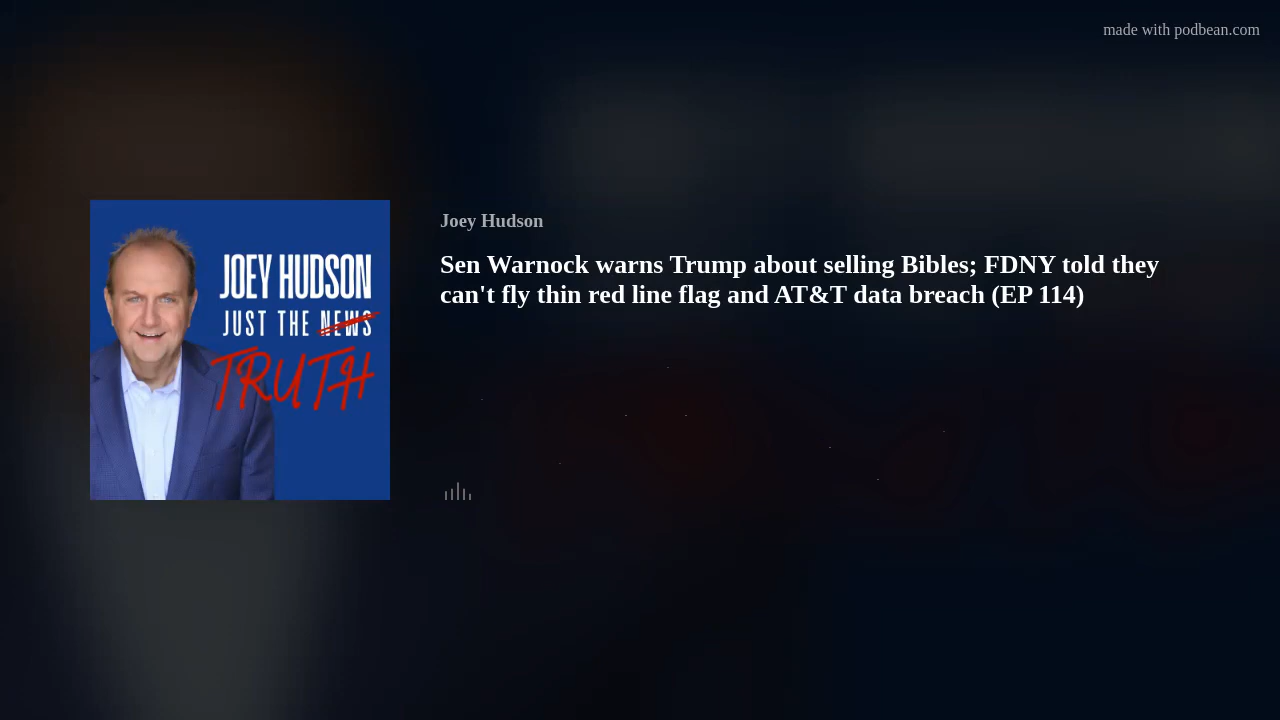 made with podbean.com
JOEY HUDSON
JUST THE NEWS
TRUTH
Joey Hudson
Sen Warnock warns Trump about selling Bibles; FDNY told they
can't fly thin red line flag and AT&T data breach (EP 114)